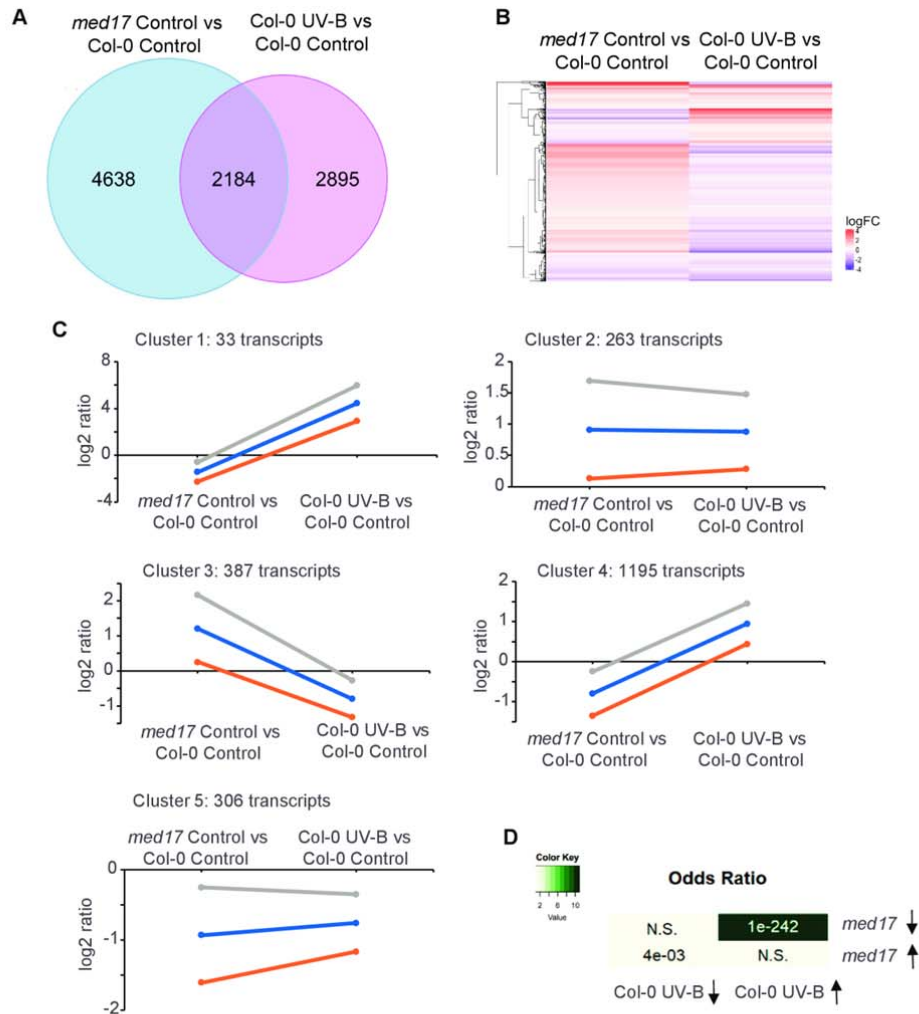 A
med17 Control vs
Col-0 Control
Col-0 UV-B vs
Col-0 Control
4638
2184
2895
B
med17 Control vs
Col-0 Control
Col-0 UV-B vs
Col-0 Control
logFC
4
2
0
-2
-4
C
Cluster 1: 33 transcripts
log2 ratio
8
4
0
-4
med17 Control vs
Col-0 Control
Col-0 UV-B vs
Col-0 Control
Cluster 2: 263 transcripts
log2 ratio
2
1.5
1
0.5
0
med17 Control vs
Col-0 Control
Col-0 UV-B vs
Col-0 Control
Cluster 3: 387 transcripts
log2 ratio
2
1
0
-1
med17 Control vs
Col-0 Control
Col-0 UV-B vs
Col-0 Control
Cluster 4: 1195 transcripts
log2 ratio
2
1
0
-1
med17 Control vs
Col-0 Control
Col-0 UV-B vs
Col-0 Control
Cluster 5: 306 transcripts
med17 Control vs
Col-0 Control
Col-0 UV-B vs
Col-0 Control
log2 ratio
0
-1
-2
D
Color Key
2 6 10
Value
Odds Ratio
N.S. 1e-242 med17 ↓
4e-03 N.S. med17 ↑
Col-0 UV-B ↓ Col-0 UV-B ↑